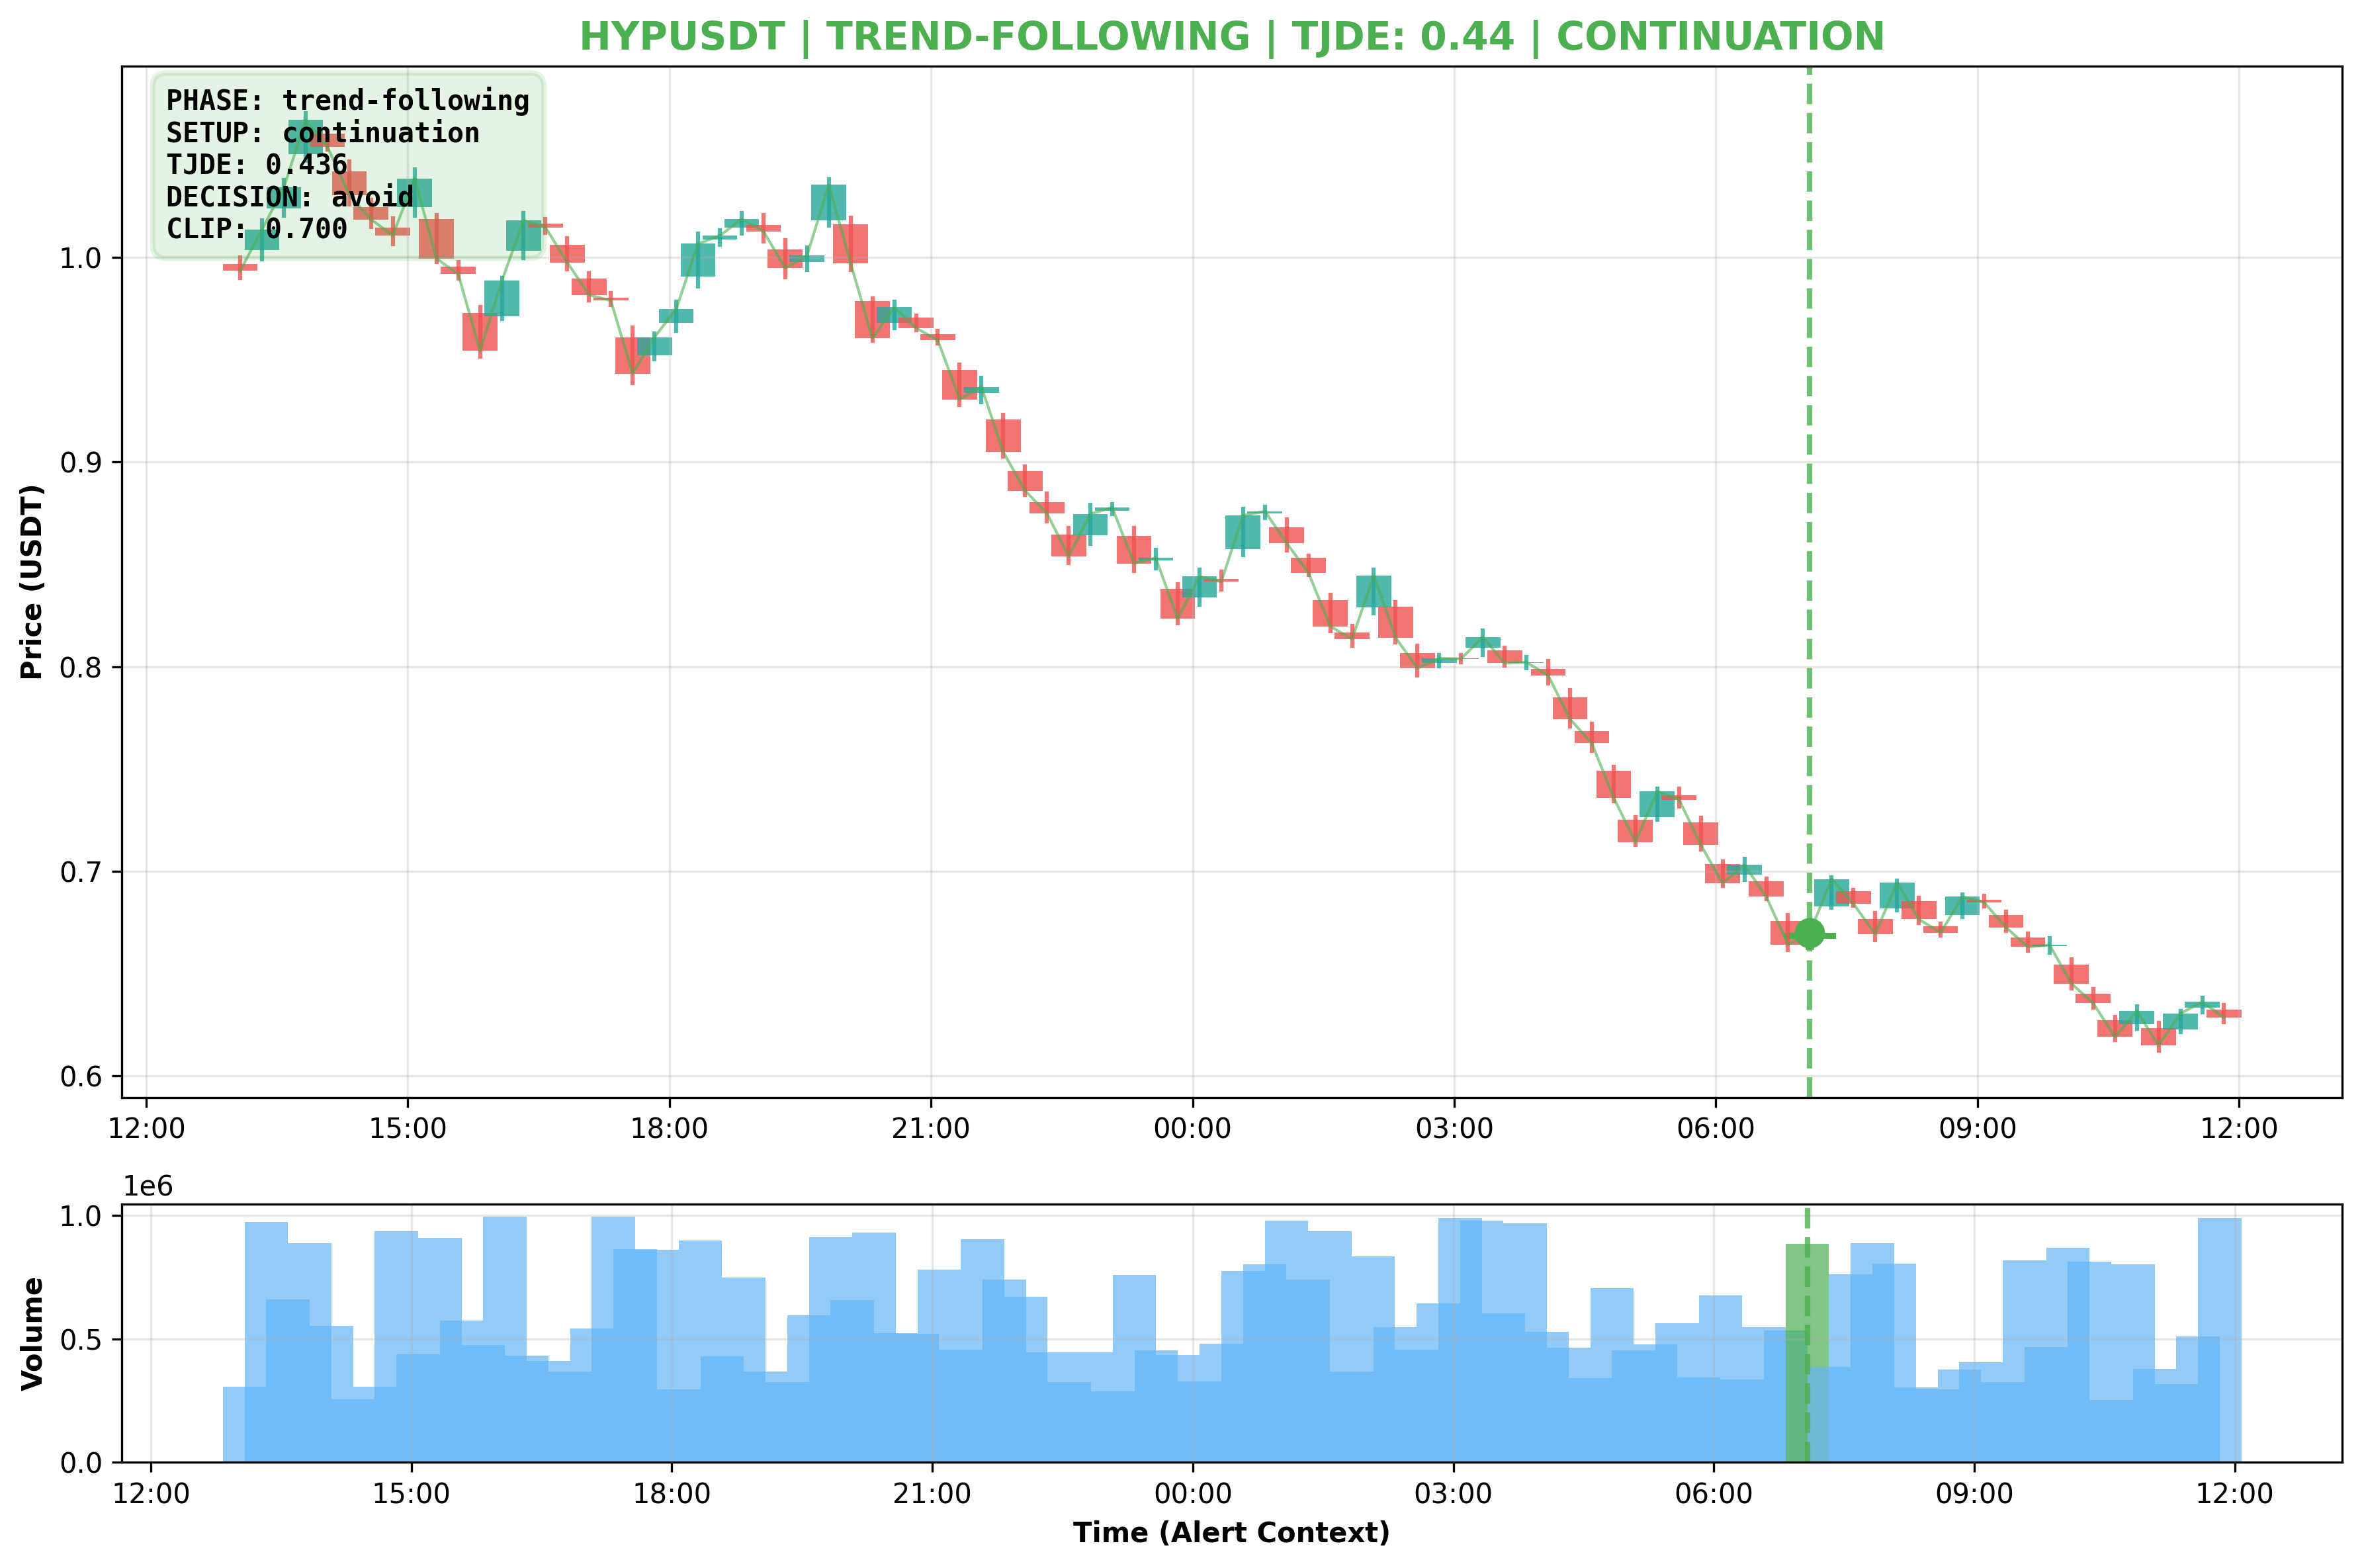 HYPUSDT | TREND-FOLLOWING | TJDE: 0.44 | CONTINUATION
PHASE: trend-following
SETUP: continuation
TJDE: 0.436
DECISION: avoid
CLIP: 0.700
Price (USDT)
1.0
0.9
0.8
0.7
0.6
12:00 15:00 18:00 21:00 00:00 03:00 06:00 09:00 12:00
1e6
Volume
1.0
0.5
0.0
12:00 15:00 18:00 21:00 00:00 03:00 06:00 09:00 12:00
Time (Alert Context)